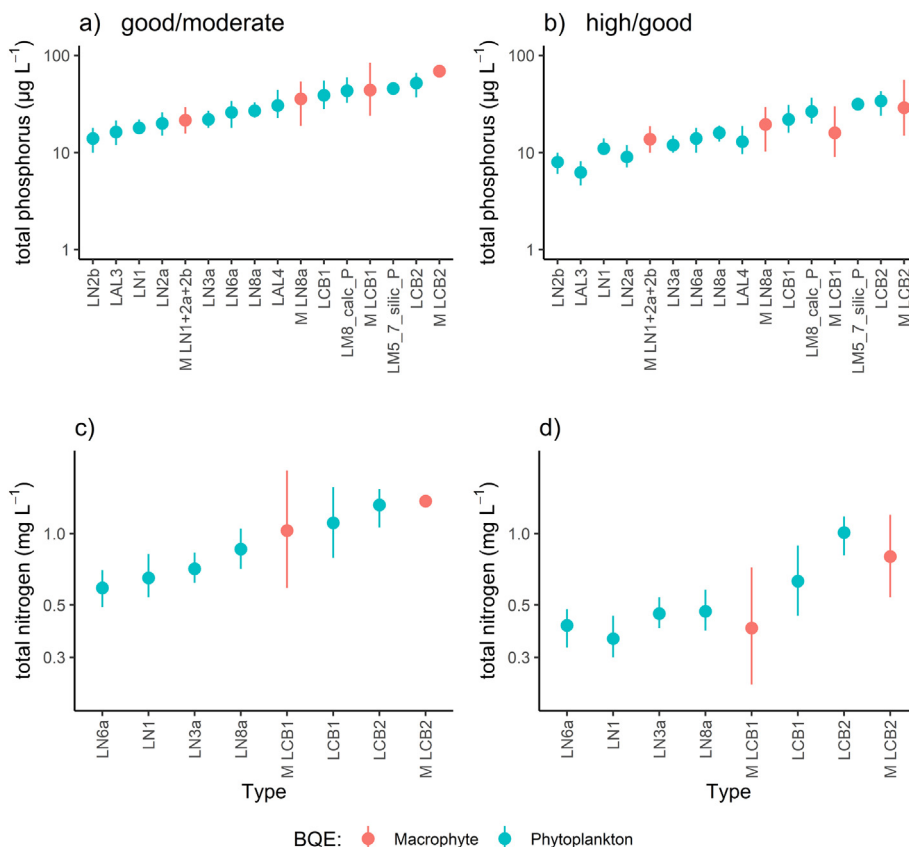 a) good/moderate
total phosphorus (µg L⁻¹)
100
10
1
LN2b
LAL3
LN1
LN2a
M LN1+2a+2b
LN3a
LN6a
LN8a
LAL4
M LN8a
LCB1
LM8_calc_P
M LCB1
LM5_7_silic_P
LCB2
M LCB2
b) high/good
total phosphorus (µg L⁻¹)
100
10
1
LN2b
LAL3
LN1
LN2a
M LN1+2a+2b
LN3a
LN6a
LN8a
LAL4
M LN8a
LCB1
LM8_calc_P
M LCB1
LM5_7_silic_P
LCB2
M LCB2
c)
total nitrogen (mg L⁻¹)
1.0
0.5
0.3
LN6a
LN1
LN3a
LN8a
M LCB1
LCB1
LCB2
M LCB2
Type
d)
total nitrogen (mg L⁻¹)
1.0
0.5
0.3
LN6a
LN1
LN3a
LN8a
M LCB1
LCB1
LCB2
M LCB2
Type
BQE: Macrophyte Phytoplankton